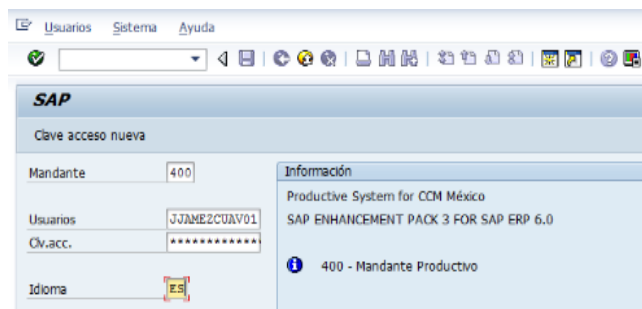 Usuarios Sistema Ayuda
SAP
Clave acceso nueva
Mandante 400
Información
Productive System for CCM México
Usuarios JJAMEZCUAV01
SAP ENHANCEMENT PACK 3 FOR SAP ERP 6.0
Clv.acc. ************
400 - Mandante Productivo
Idioma ES